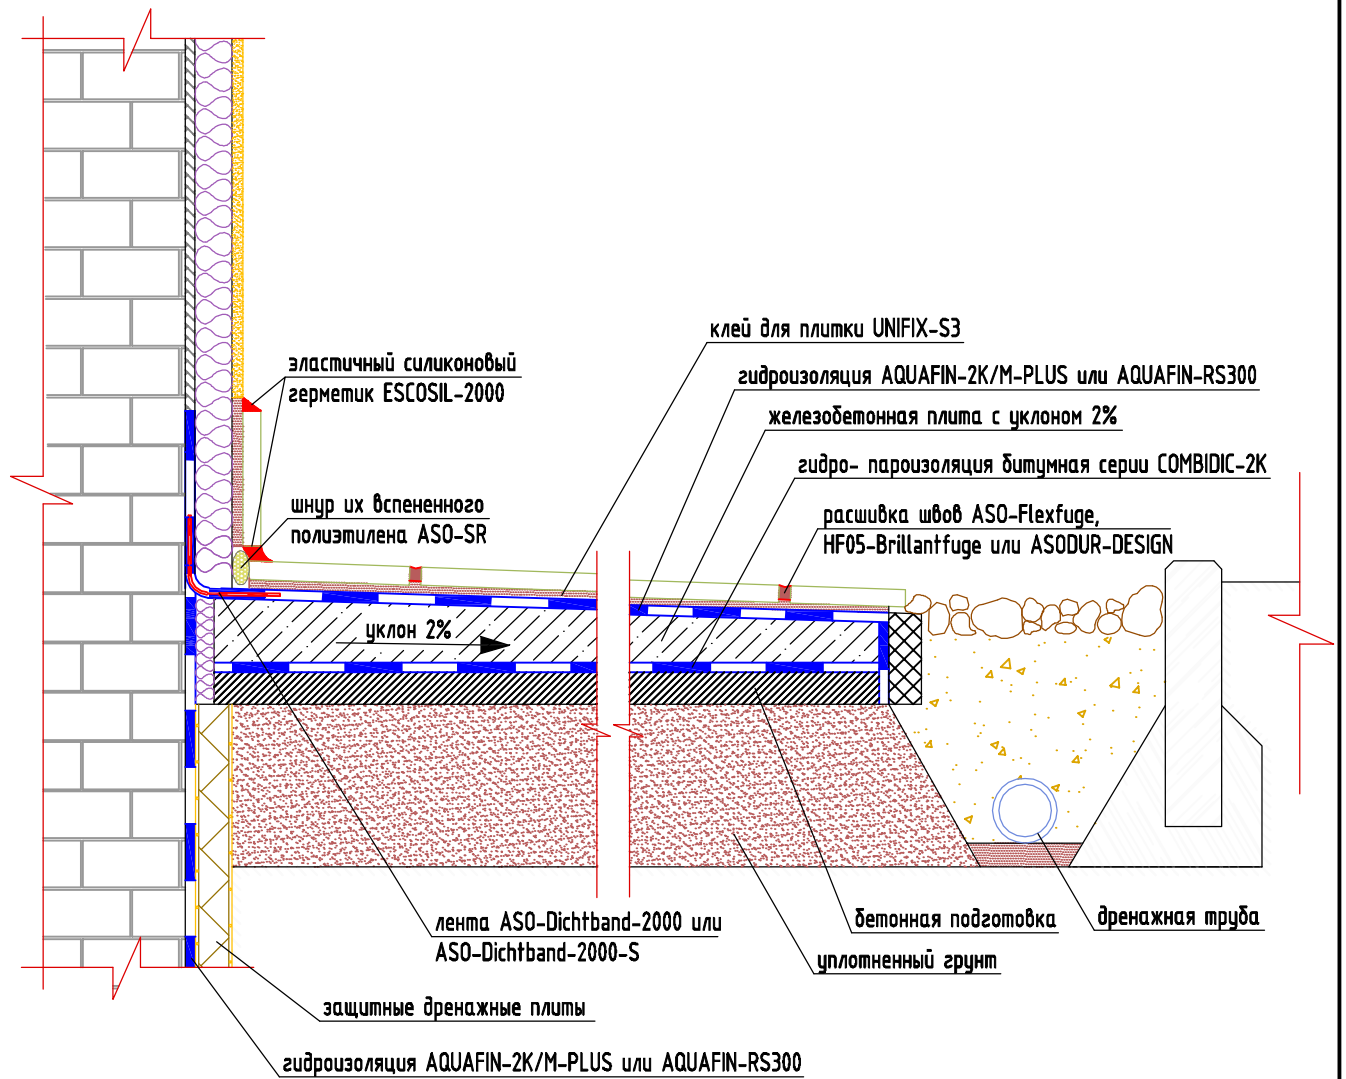 клей для плитки UNIFIX-S3
эластичный силиконовый
герметик ESCOSIL-2000
гидроизоляция AQUAFIN-2K/M-PLUS или AQUAFIN-RS300
железобетонная плита с уклоном 2%
гидро- пароизоляция битумная серии COMBIDIC-2K
шнур их вспененного
полиэтилена ASO-SR
расшивка швов ASO-Flexfuge,
HF05-Brillantfuge или ASODUR-DESIGN
уклон 2%
лента ASO-Dichtband-2000 или
ASO-Dichtband-2000-S
бетонная подготовка
дренажная труба
уплотненный грунт
защитные дренажные плиты
гидроизоляция AQUAFIN-2K/M-PLUS или AQUAFIN-RS300